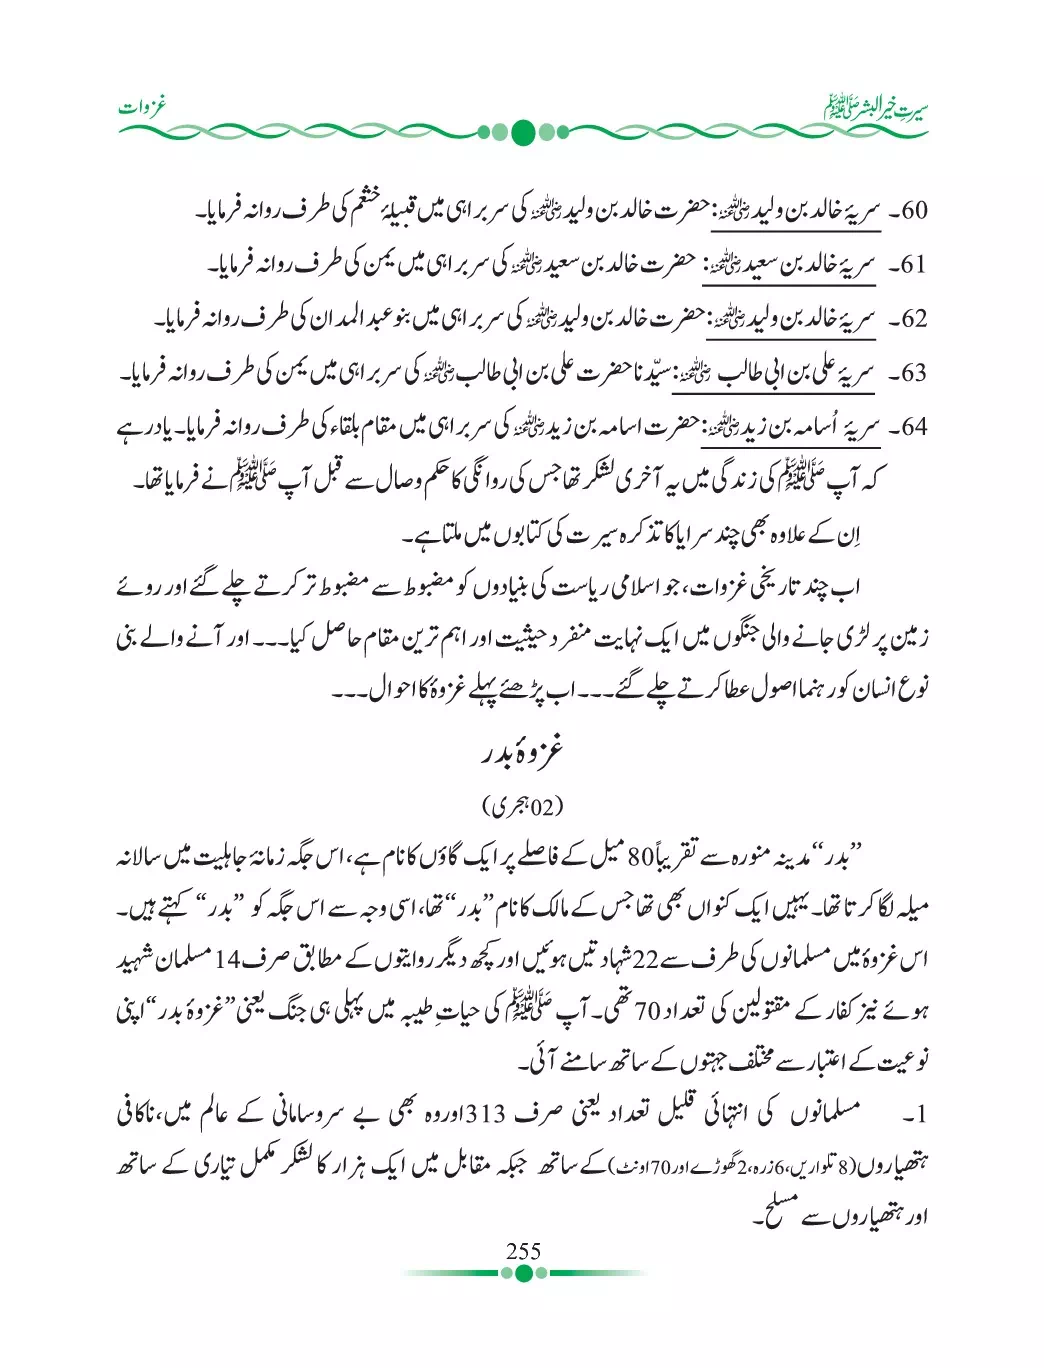 سیرتِ خیر البشر ﷺ
غزوات
60۔ سریۂ خالد بن ولید رضی اللہ عنہ: حضرت خالد بن ولید رضی اللہ عنہ کی سربراہی میں قبیلۂ خثعم کی طرف روانہ فرمایا۔
61۔ سریۂ خالد بن سعید رضی اللہ عنہ: حضرت خالد بن سعید رضی اللہ عنہ کی سربراہی میں یمن کی طرف روانہ فرمایا۔
62۔ سریۂ خالد بن ولید رضی اللہ عنہ: حضرت خالد بن ولید رضی اللہ عنہ کی سربراہی میں بنو عبد المدان کی طرف روانہ فرمایا۔
63۔ سریۂ علی بن ابی طالب رضی اللہ عنہ: سیّدنا حضرت علی بن ابی طالب رضی اللہ عنہ کی سربراہی میں یمن کی طرف روانہ فرمایا۔
64۔ سریۂ اُسامہ بن زید رضی اللہ عنہ: حضرت اسامہ بن زید رضی اللہ عنہ کی سربراہی میں مقام بلقاء کی طرف روانہ فرمایا۔ یاد رہے
کہ آپ ﷺ کی زندگی میں یہ آخری لشکر تھا جس کی روانگی کا حکم وصال سے قبل آپ ﷺ نے فرمایا تھا۔
اِن کے علاوہ بھی چند سرایا کا تذکرہ سیرت کی کتابوں میں ملتا ہے۔
اب چند تاریخی غزوات، جو اسلامی ریاست کی بنیادوں کو مضبوط سے مضبوط تر کرتے چلے گئے اور روئے
زمین پر لڑی جانے والی جنگوں میں ایک نہایت منفرد حیثیت اور اہم ترین مقام حاصل کیا۔۔۔ اور آنے والے بنی
نوع انسان کو رہنما اصول عطا کرتے چلے گئے۔۔۔ اب پڑھئے پہلے غزوۂ کا احوال۔۔۔
غزوۂ بدر
(02 ہجری)
”بدر“ مدینہ منورہ سے تقریباً 80 میل کے فاصلے پر ایک گاؤں کا نام ہے، اس جگہ زمانۂ جاہلیت میں سالانہ
میلہ لگا کرتا تھا۔ یہیں ایک کنواں بھی تھا جس کے مالک کا نام ”بدر“ تھا، اسی وجہ سے اس جگہ کو ”بدر“ کہتے ہیں۔
اس غزوۂ میں مسلمانوں کی طرف سے 22 شہادتیں ہوئیں اور کچھ دیگر روایتوں کے مطابق صرف 14 مسلمان شہید
ہوئے نیز کفار کے مقتولین کی تعداد 70 تھی۔ آپ ﷺ کی حیاتِ طیبہ میں پہلی ہی جنگ یعنی ”غزوۂ بدر“ اپنی
نوعیت کے اعتبار سے مختلف جہتوں کے ساتھ سامنے آئی۔
1۔ مسلمانوں کی انتہائی قلیل تعداد یعنی صرف 313 اور وہ بھی بے سروسامانی کے عالم میں، ناکافی
ہتھیاروں (8 تلواریں، 6 زرہ، 2 گھوڑے اور 70 اونٹ) کے ساتھ جبکہ مقابل میں ایک ہزار کا لشکر مکمل تیاری کے ساتھ
اور ہتھیاروں سے مسلح۔
255